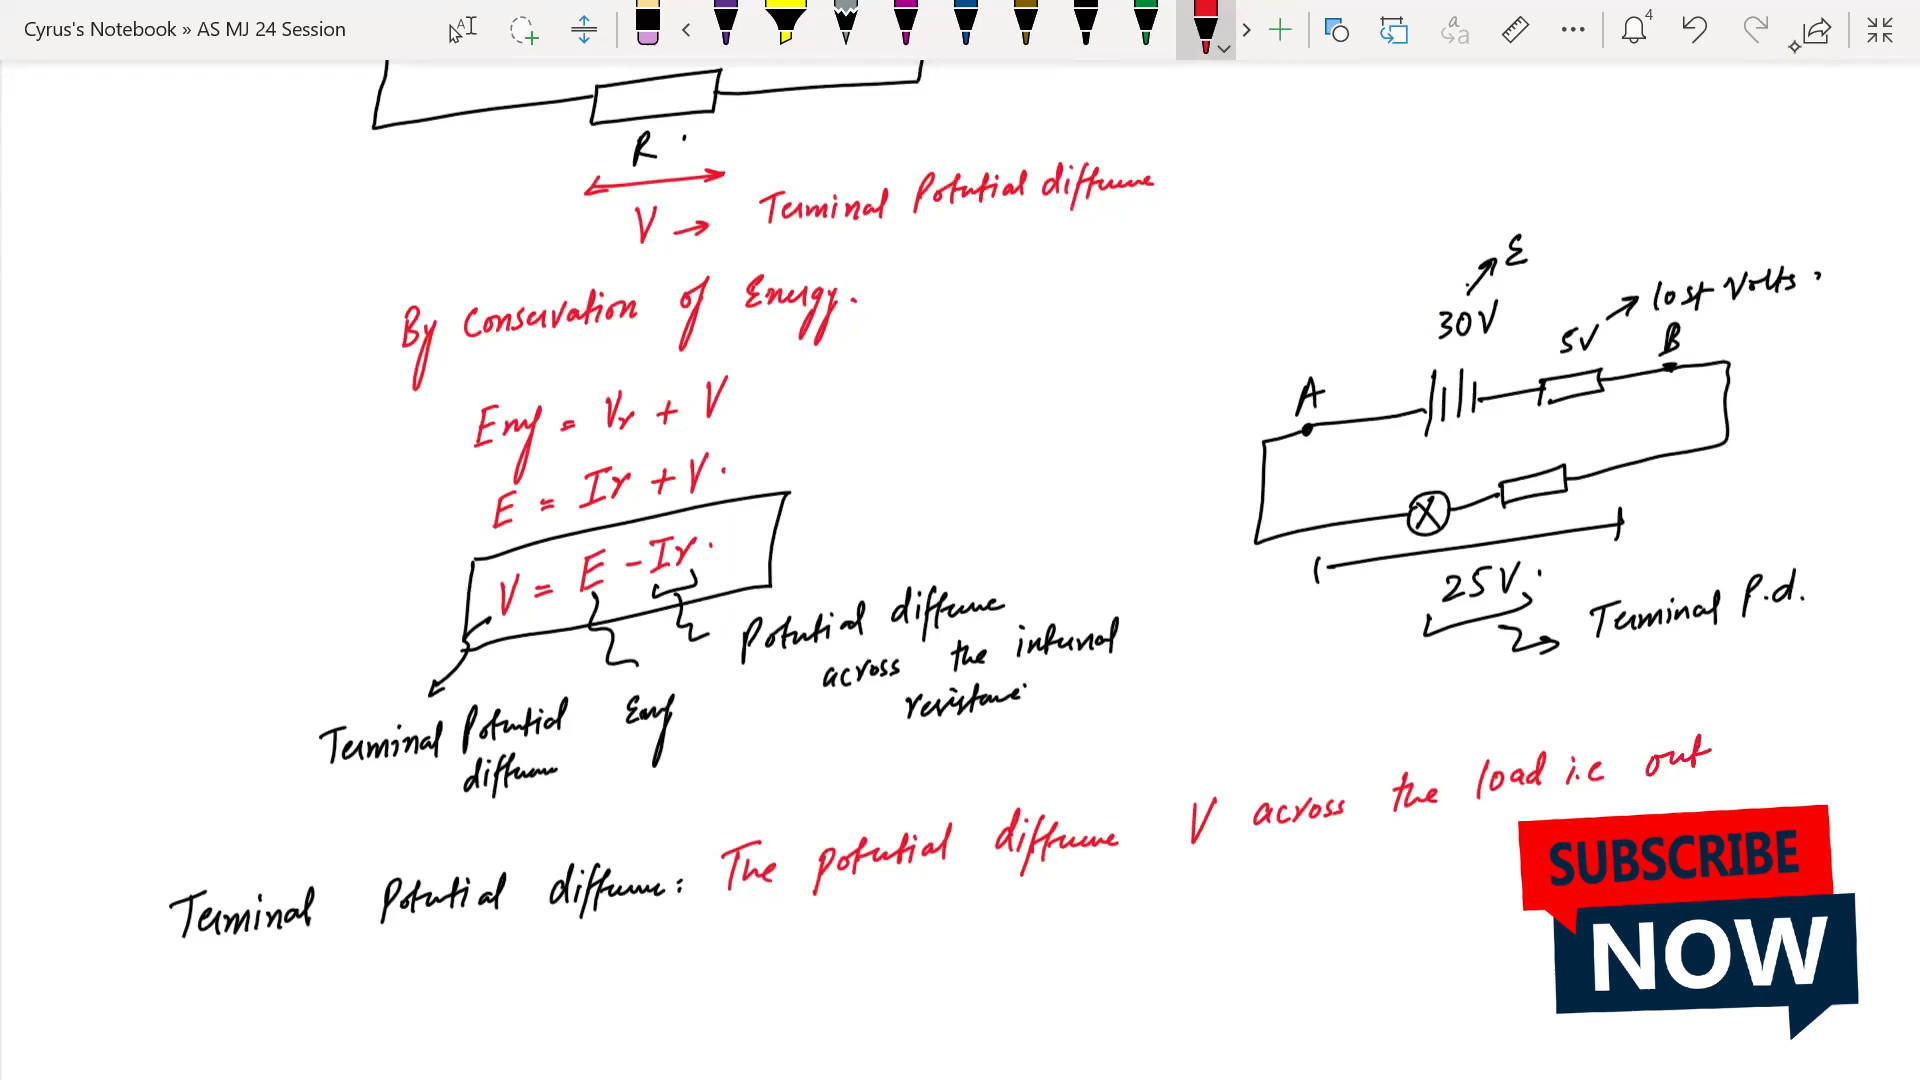 Cyrus's Notebook » AS MJ 24 Session
4
R
V → Terminal Potential difference
By Conservation of Energy.
Emf = Vr + V
E = Ir + V.
V = E - Ir.
Potential difference
across the internal
resistance
Emf
Terminal Potential
difference
E
30V
5V → lost volts.
A
B
25V
Terminal P.d.
Terminal Potential difference: The potential difference V across the load i.e out
SUBSCRIBE
NOW